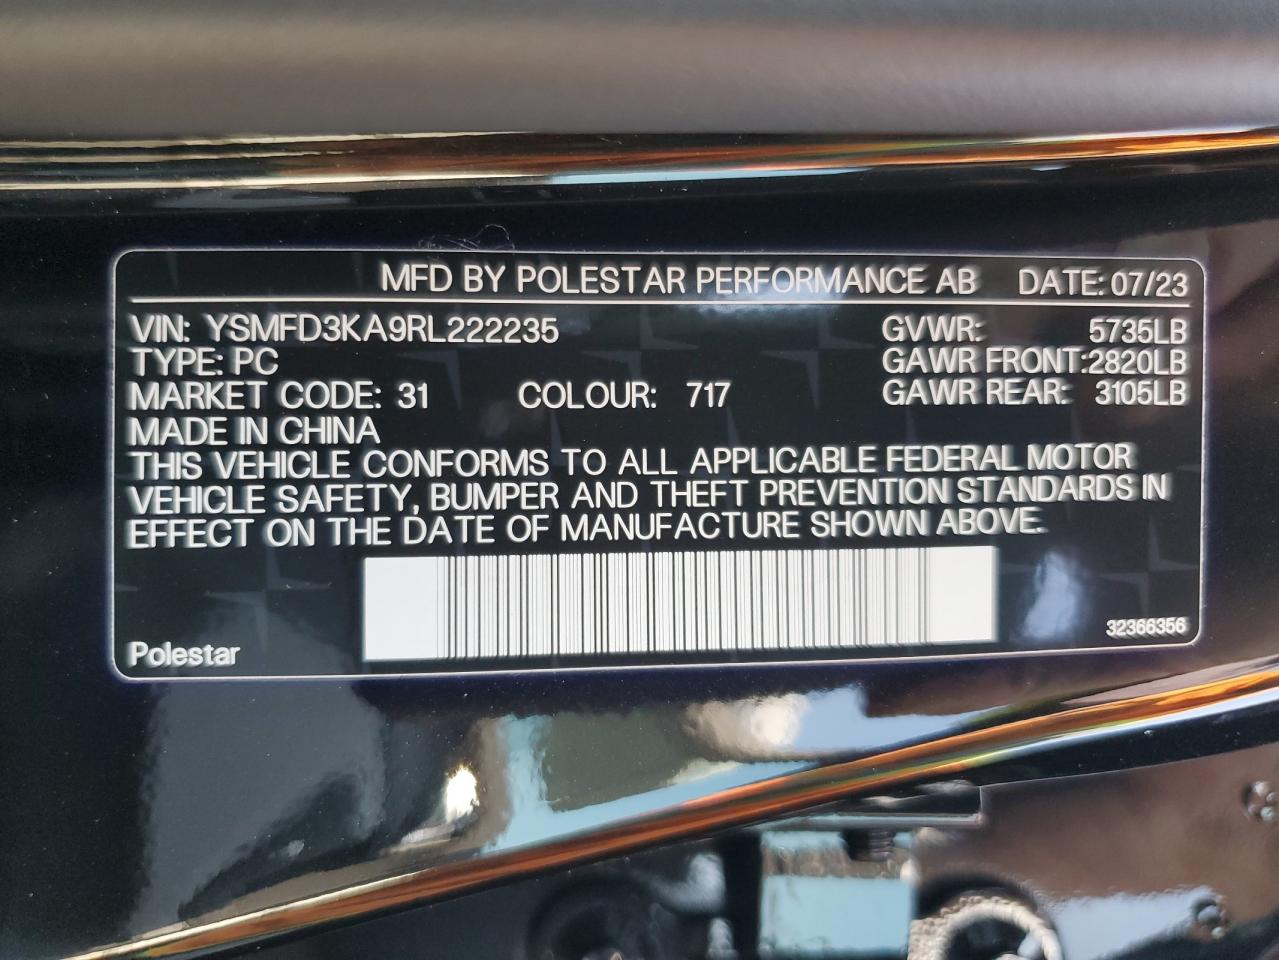 MFD BY POLESTAR PERFORMANCE AB DATE: 07/23
VIN: YSMFD3KA9RL222235 GVWR: 5735LB
TYPE: PC GAWR FRONT:2820LB
MARKET CODE: 31 COLOUR: 717 GAWR REAR: 3105LB
MADE IN CHINA
THIS VEHICLE CONFORMS TO ALL APPLICABLE FEDERAL MOTOR
VEHICLE SAFETY, BUMPER AND THEFT PREVENTION STANDARDS IN
EFFECT ON THE DATE OF MANUFACTURE SHOWN ABOVE.
32366356
Polestar